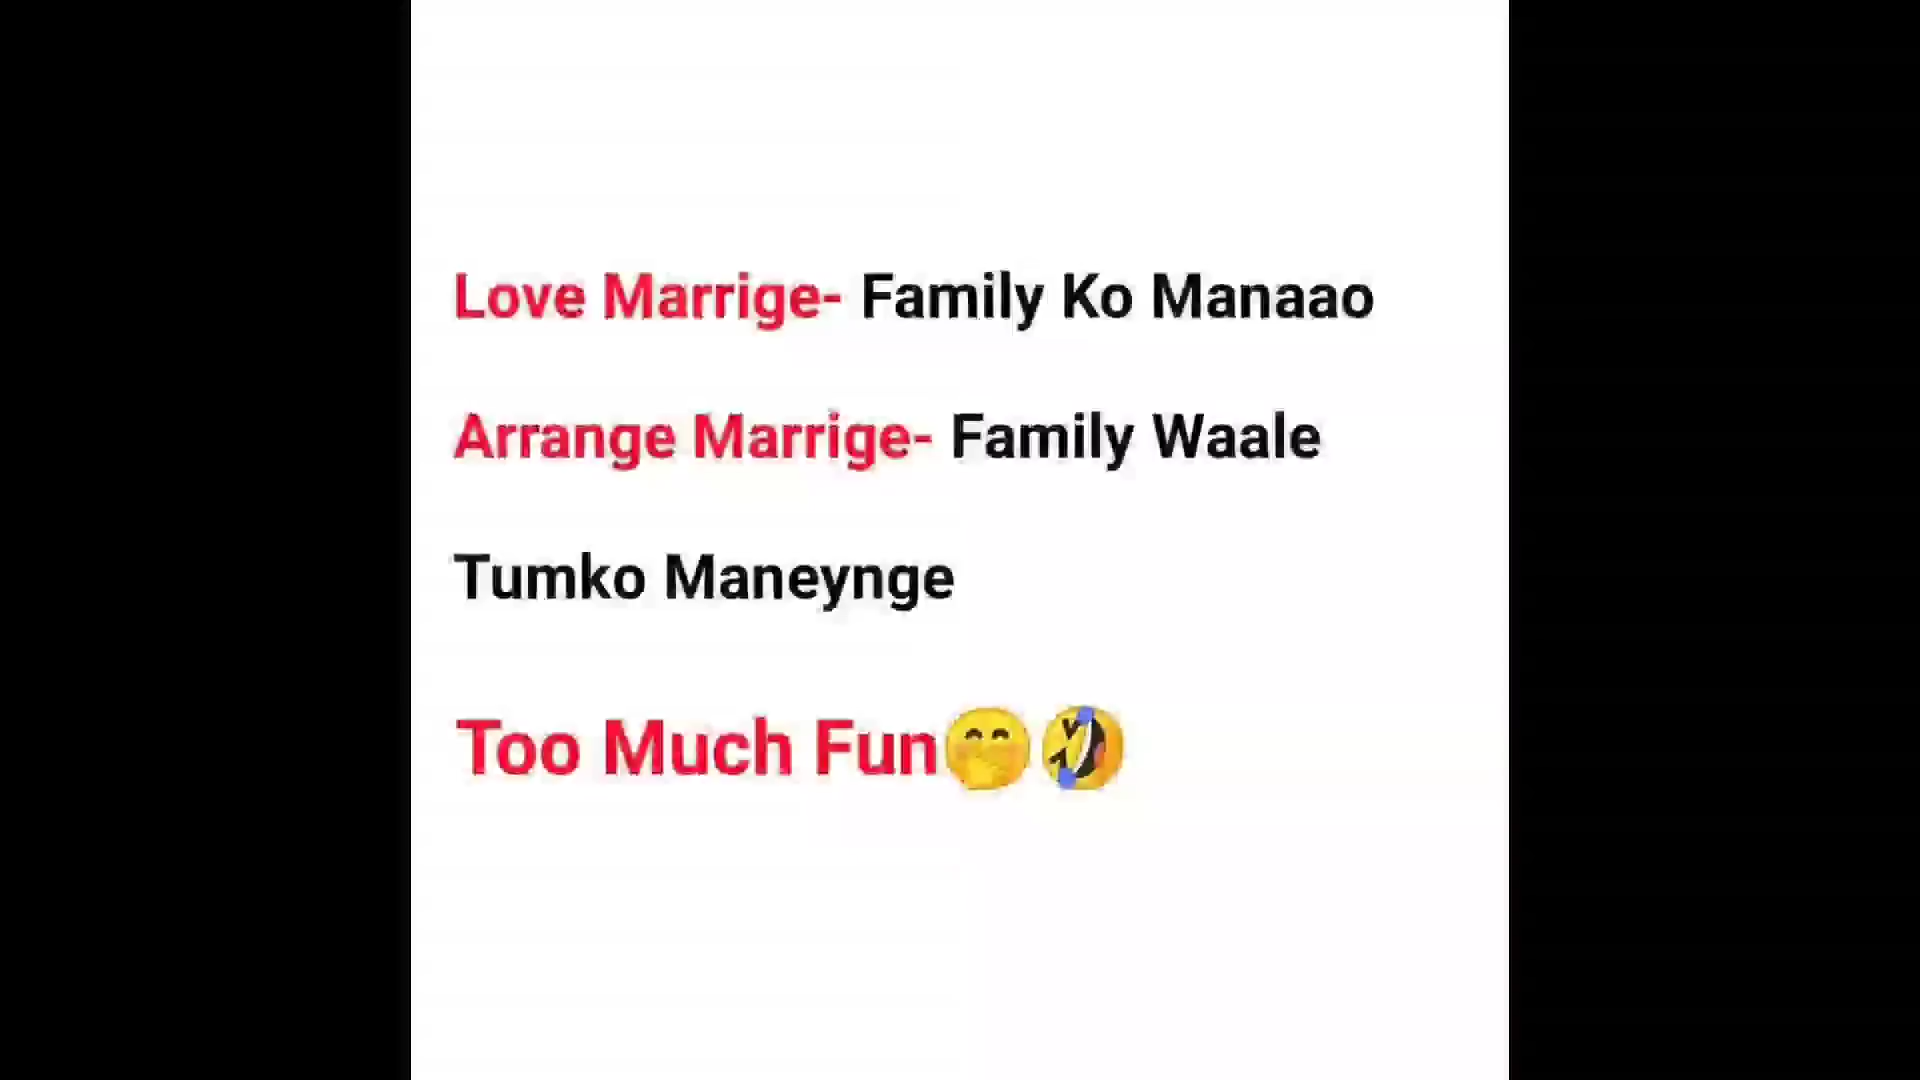 Love Marrige- Family Ko Manaao
Arrange Marrige- Family Waale
Tumko Maneynge
Too Much Fun🤭🤣